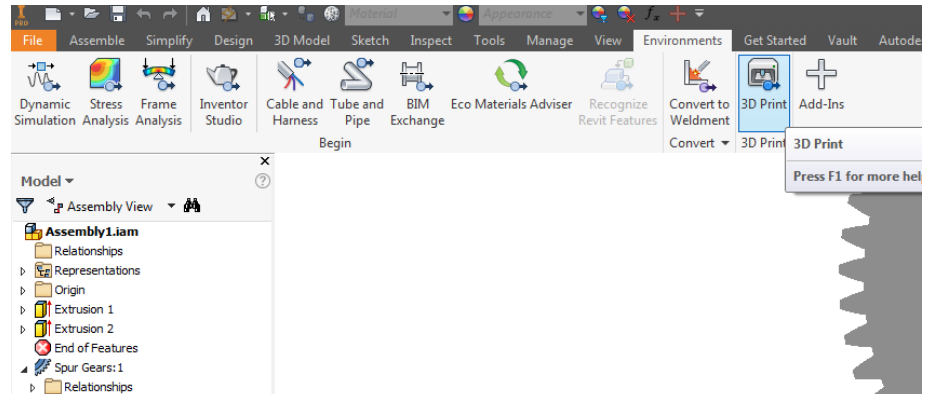 PRO
Material
Appearance
fx
File Assemble Simplify Design 3D Model Sketch Inspect Tools Manage View Environments Get Started Vault Autode
Dynamic Simulation
Stress Analysis
Frame Analysis
Inventor Studio
Cable and Harness
Tube and Pipe
BIM Exchange
Eco Materials Adviser
Recognize Revit Features
Convert to Weldment
3D Print
Add-Ins
Begin
Convert
3D Print
3D Print
Press F1 for more hel
Model
Assembly View
Assembly1.iam
Relationships
Representations
Origin
Extrusion 1
Extrusion 2
End of Features
Spur Gears:1
Relationships